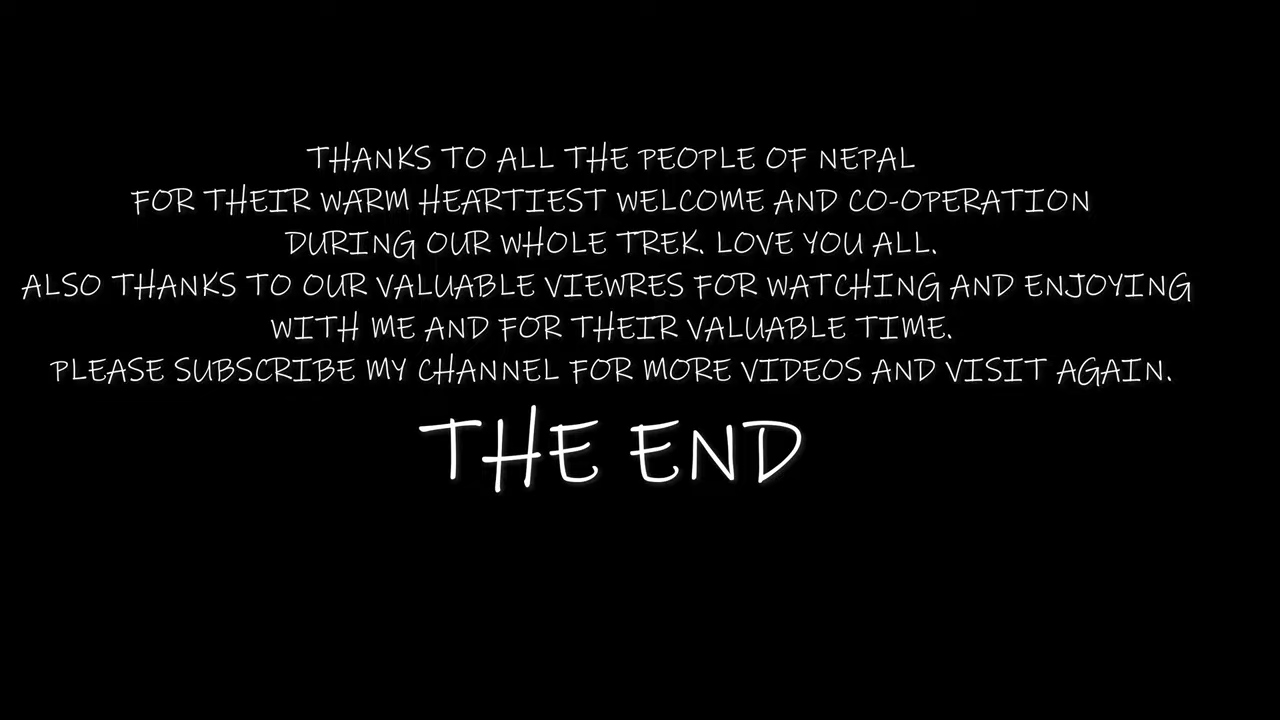 THANKS TO ALL THE PEOPLE OF NEPAL
FOR THEIR WARM HEARTIEST WELCOME AND CO-OPERATION
DURING OUR WHOLE TREK. LOVE YOU ALL.
ALSO THANKS TO OUR VALUABLE VIEWRES FOR WATCHING AND ENJOYING
WITH ME AND FOR THEIR VALUABLE TIME.
PLEASE SUBSCRIBE MY CHANNEL FOR MORE VIDEOS AND VISIT AGAIN.
THE END